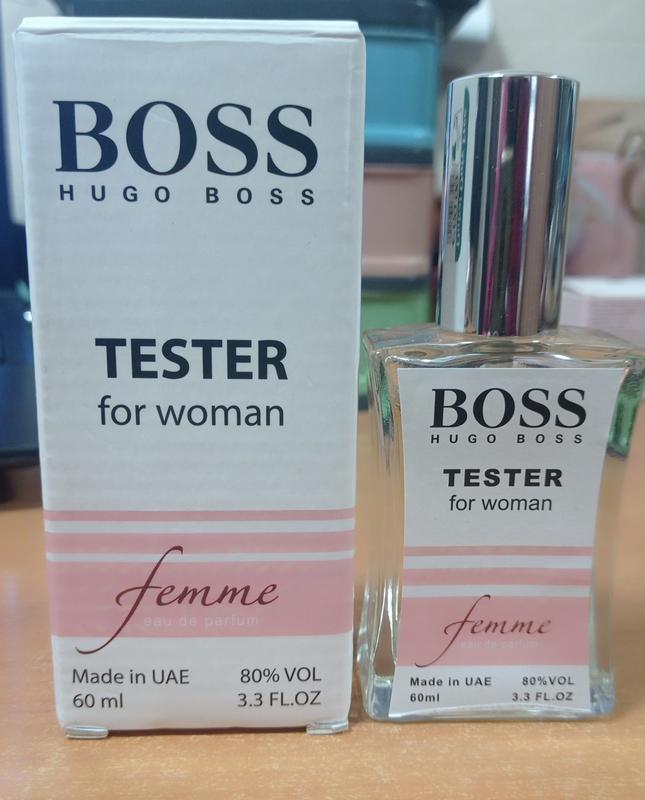 BOSS
HUGO BOSS
TESTER
for woman
femme
eau de parfum
Made in UAE 80% VOL
60 ml 3.3 FL.OZ
BOSS
HUGO BOSS
TESTER
for woman
femme
eau de parfum
Made in UAE 80%VOL
60ml 3.3 FL.OZ